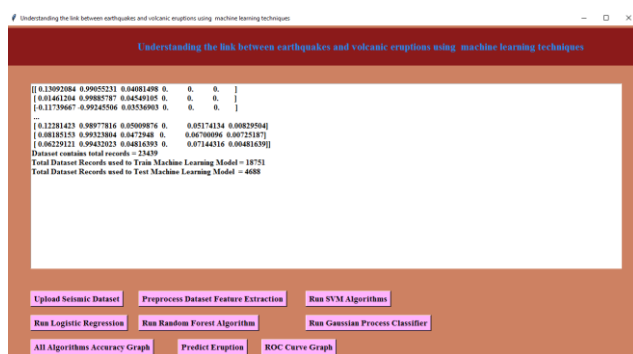 Understanding the link between earthquakes and volcanic eruptions using  machine learning techniques
Understanding the link between earthquakes and volcanic eruptions using  machine learning techniques
[[ 0.13092084  0.99055231  0.04081498  0.          0.          0.        ]
[ 0.01461204  0.99885787  0.04549105  0.          0.          0.        ]
[-0.11739667 -0.99245506  0.03536903  0.          0.          0.        ]
...
[ 0.12281423  0.98977816  0.05009876  0.          0.05174134  0.00829504]
[ 0.08185153  0.99323804  0.0472948   0.          0.06700096  0.00725187]
[ 0.06229121  0.99432023  0.04816393  0.          0.07144316  0.00481639]]
Dataset contains total records = 23439
Total Dataset Records used to Train Machine Learning Model = 18751
Total Dataset Records used to Test Machine Learning Model  = 4688
Upload Seismic Dataset  Preprocess Dataset Feature Extraction  Run SVM Algorithms
Run Logistic Regression  Run Random Forest Algorithm  Run Gaussian Process Classifier
All Algorithms Accuracy Graph  Predict Eruption  ROC Curve Graph